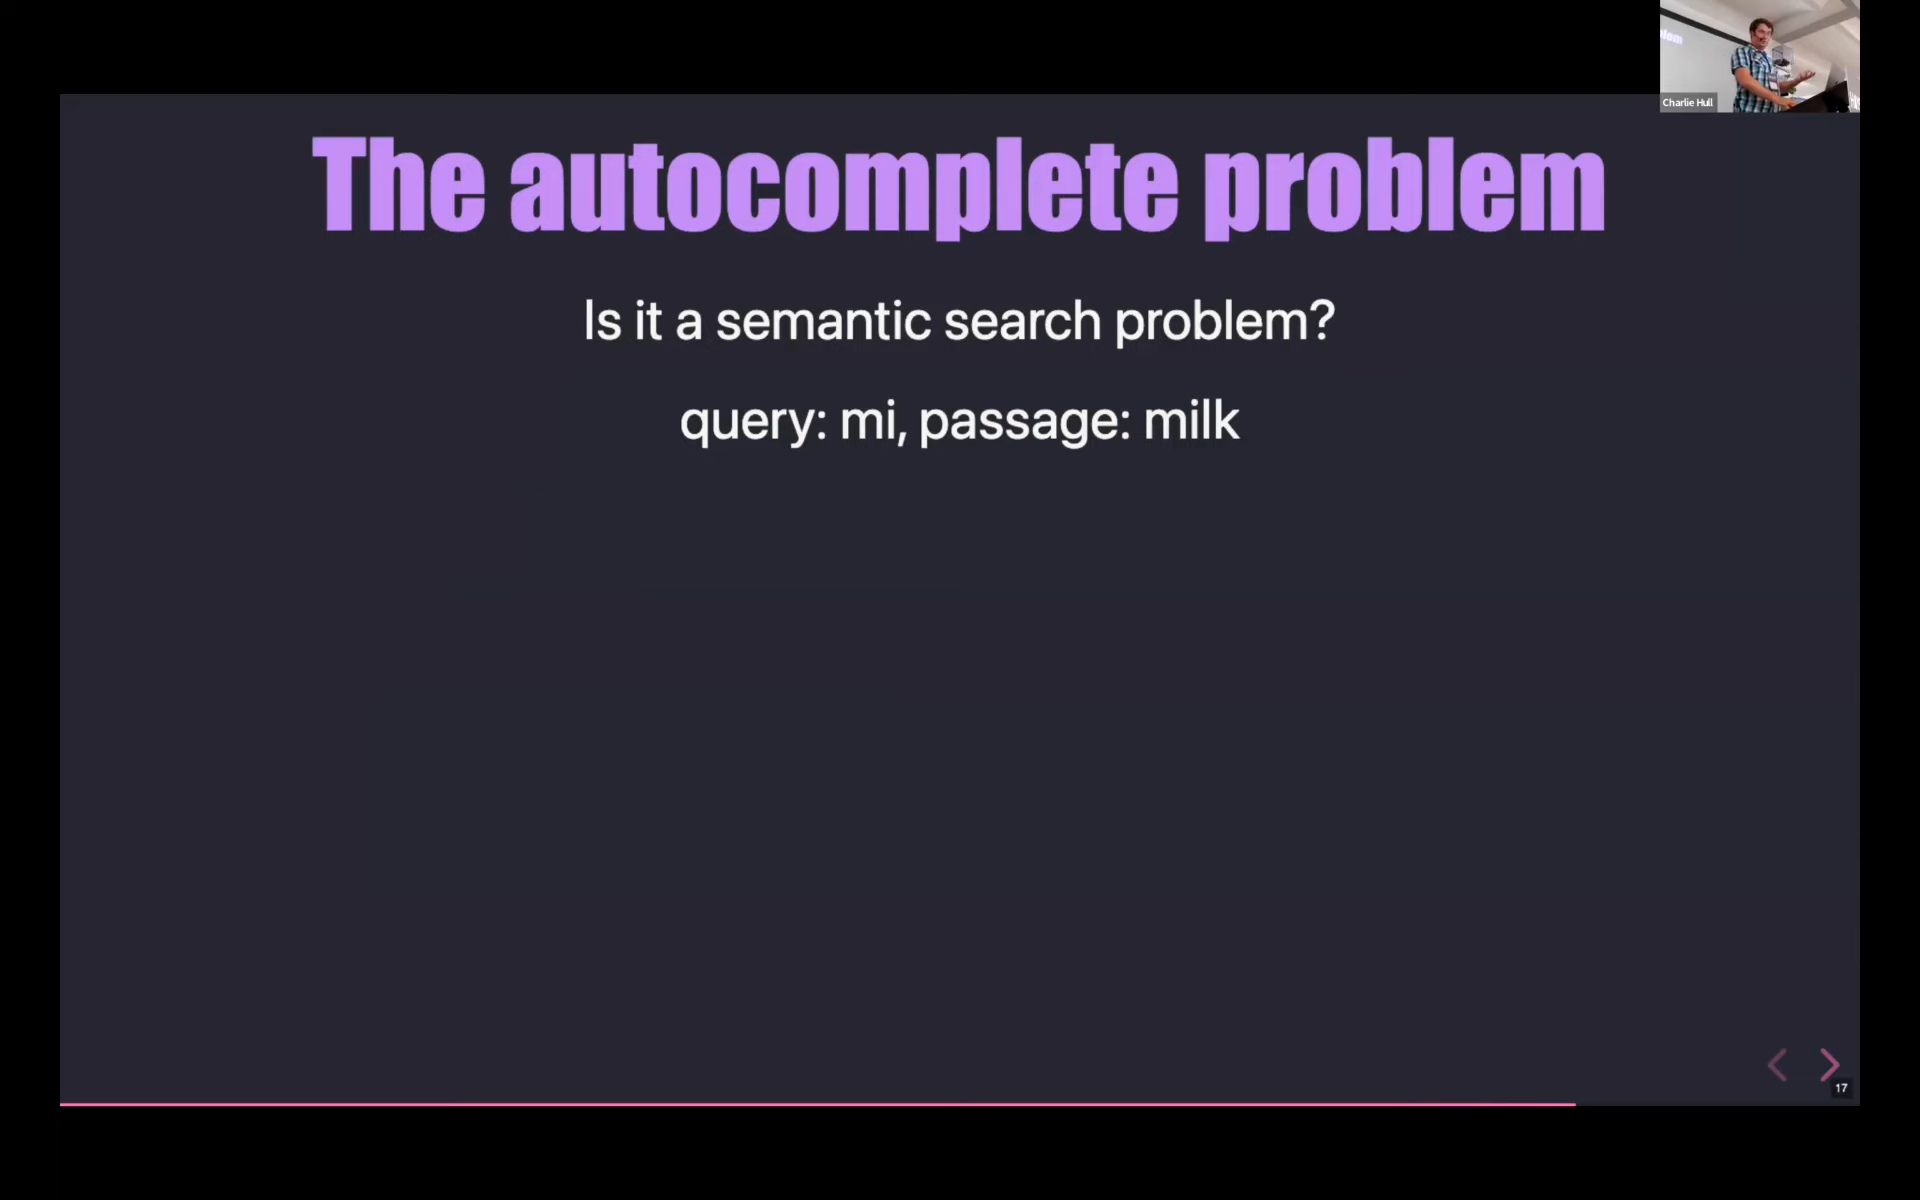 Charlie Hull
The autocomplete problem
Is it a semantic search problem?
query: mi, passage: milk
17